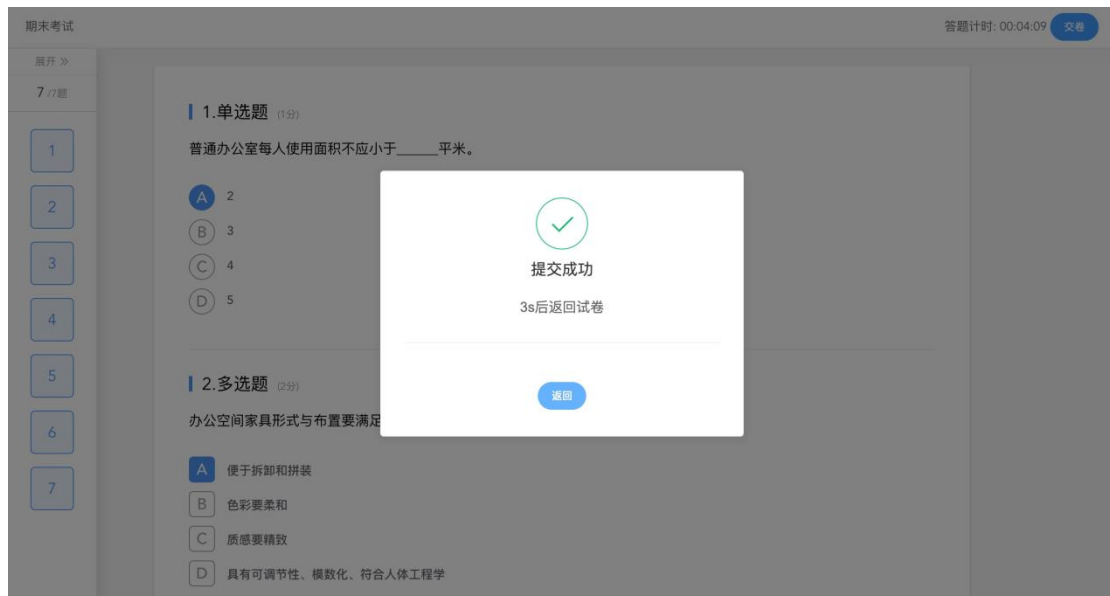 期末考试
答题计时: 00:04:09 交卷
展开 »
7 /7题
1
2
3
4
5
6
7
1.单选题 (1分)
普通办公室每人使用面积不应小于______平米。
A 2
B 3
C 4
D 5
提交成功
3s后返回试卷
返回
2.多选题 (2分)
办公空间家具形式与布置要满足
A 便于拆卸和拼装
B 色彩要柔和
C 质感要精致
D 具有可调节性、模数化、符合人体工程学